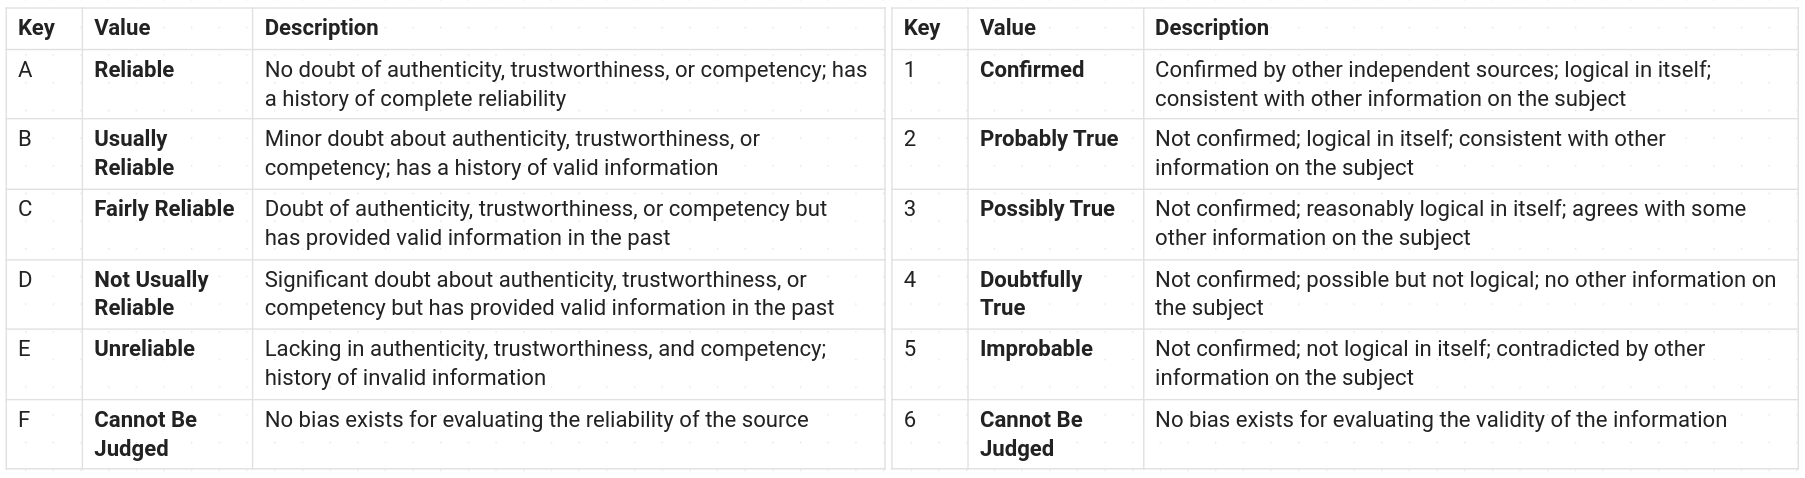 Key Value Description
A Reliable No doubt of authenticity, trustworthiness, or competency; has
a history of complete reliability
B Usually Minor doubt about authenticity, trustworthiness, or
Reliable competency; has a history of valid information
C Fairly Reliable Doubt of authenticity, trustworthiness, or competency but
has provided valid information in the past
D Not Usually Significant doubt about authenticity, trustworthiness, or
Reliable competency but has provided valid information in the past
E Unreliable Lacking in authenticity, trustworthiness, and competency;
history of invalid information
F Cannot Be No bias exists for evaluating the reliability of the source
Judged
Key Value Description
1 Confirmed Confirmed by other independent sources; logical in itself;
consistent with other information on the subject
2 Probably True Not confirmed; logical in itself; consistent with other
information on the subject
3 Possibly True Not confirmed; reasonably logical in itself; agrees with some
other information on the subject
4 Doubtfully Not confirmed; possible but not logical; no other information on
True the subject
5 Improbable Not confirmed; not logical in itself; contradicted by other
information on the subject
6 Cannot Be No bias exists for evaluating the validity of the information
Judged